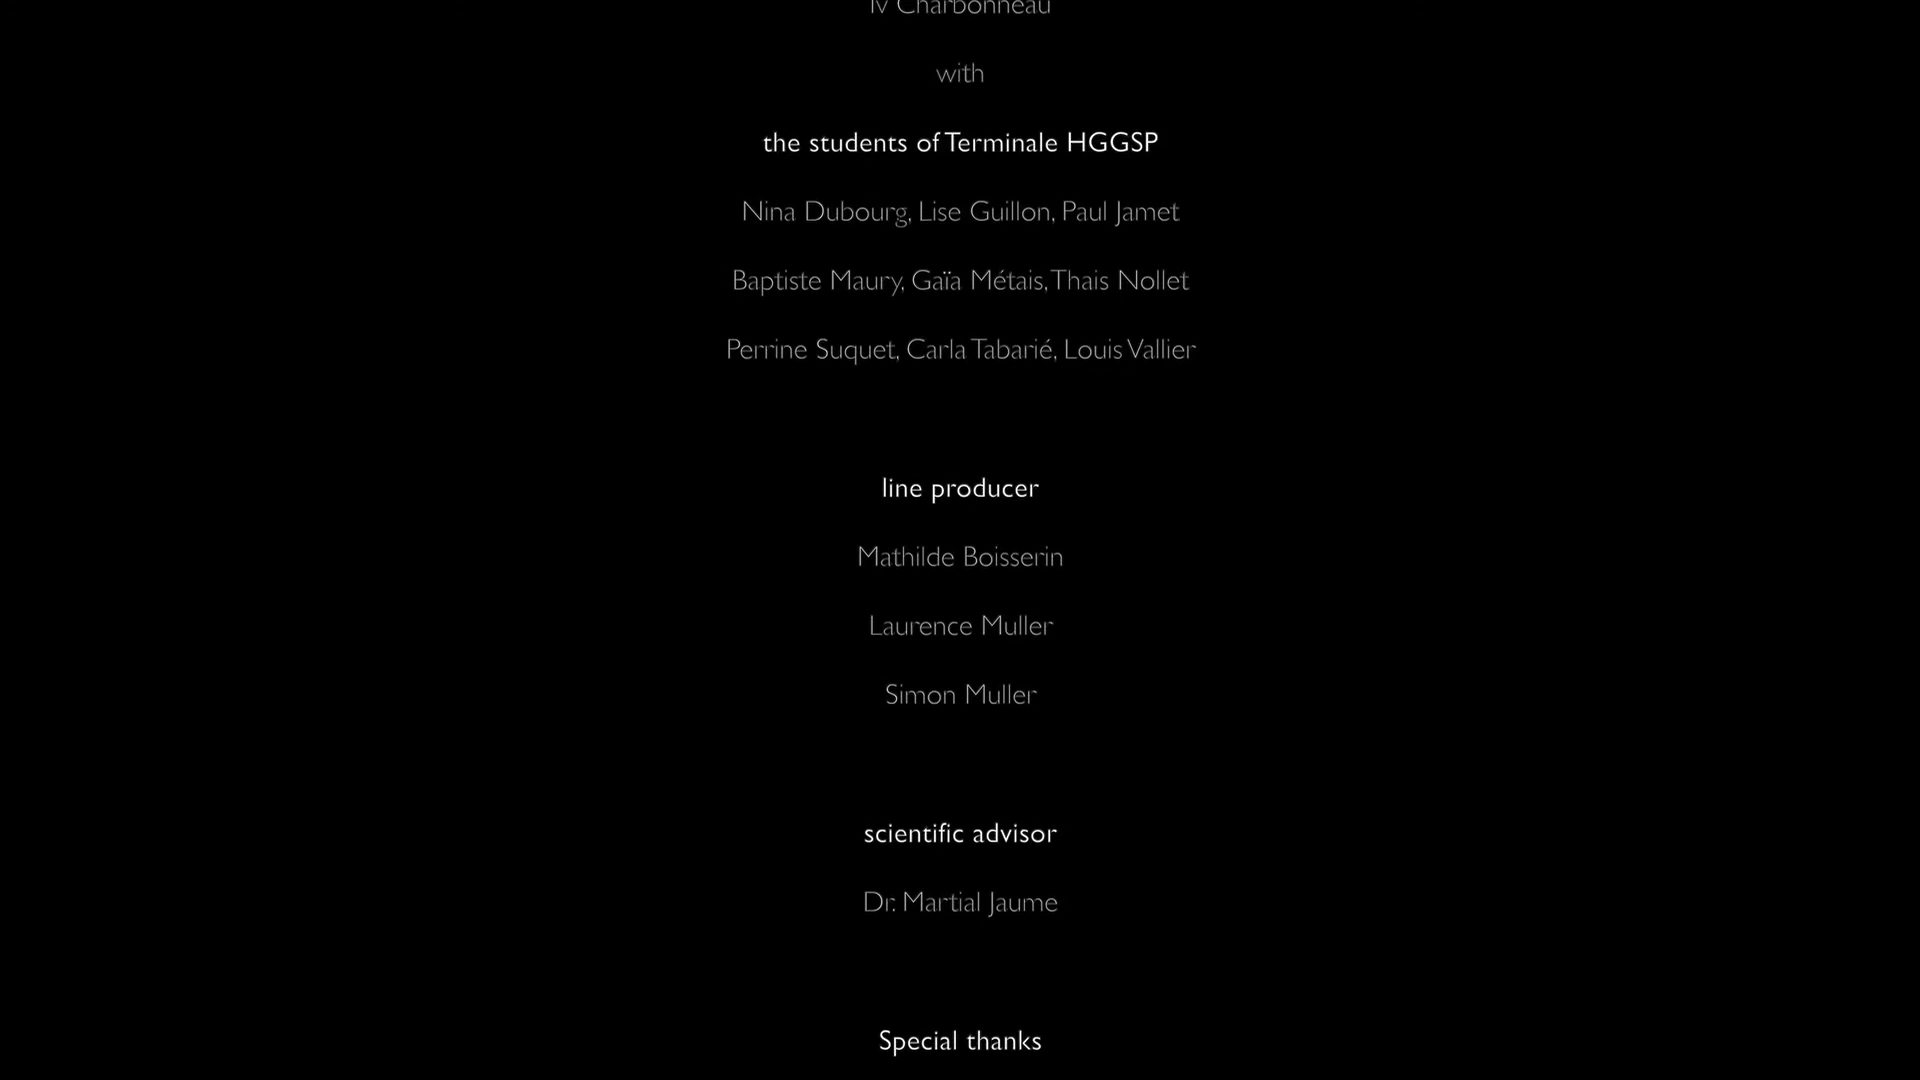 Iv Charbonneau
with
the students of Terminale HGGSP
Nina Dubourg, Lise Guillon, Paul Jamet
Baptiste Maury, Gaïa Métais, Thais Nollet
Perrine Suquet, Carla Tabarié, Louis Vallier
line producer
Mathilde Boisserin
Laurence Muller
Simon Muller
scientific advisor
Dr. Martial Jaume
Special thanks